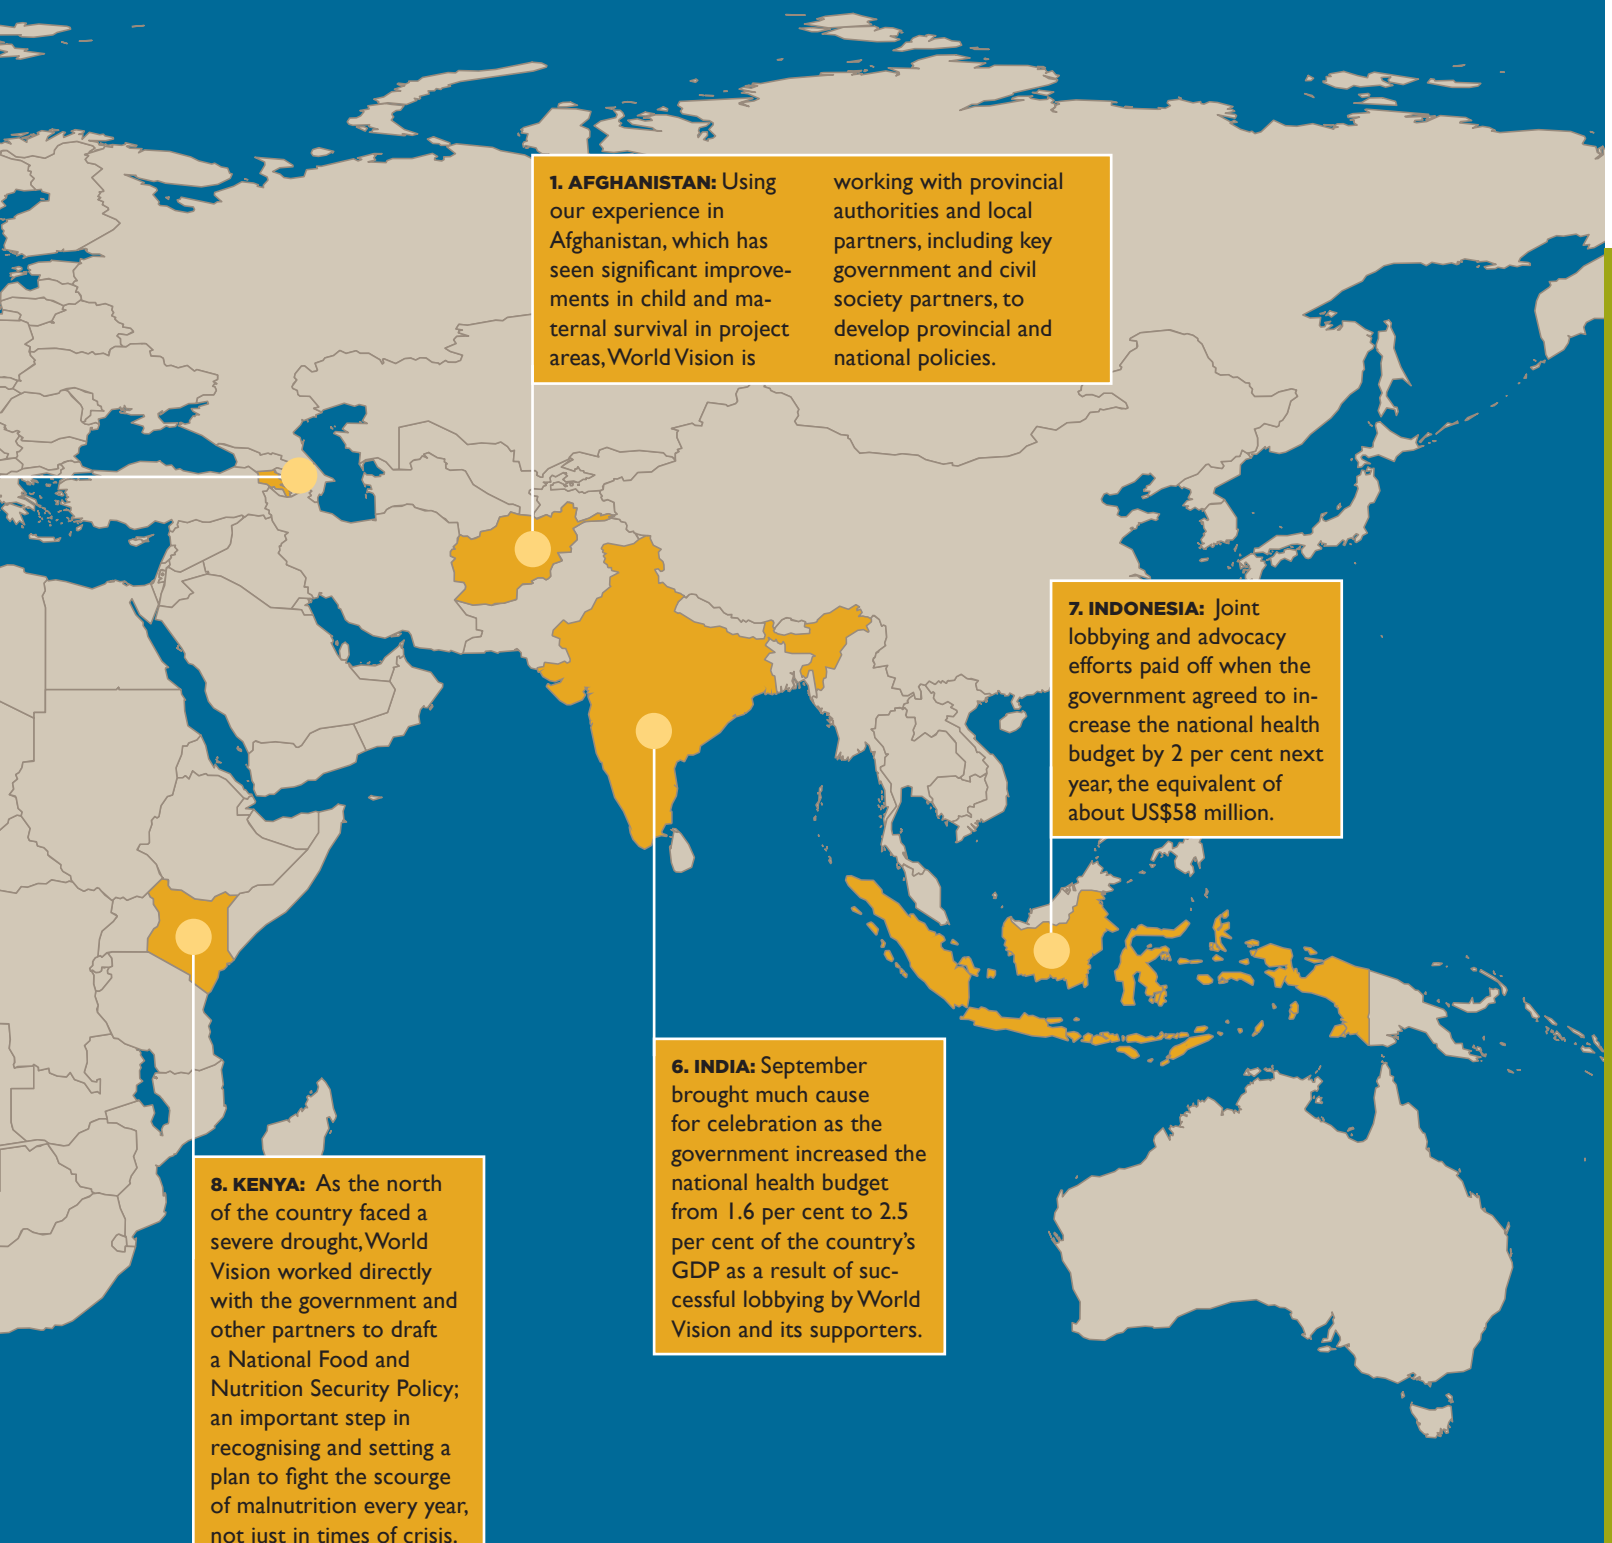 1. AFGHANISTAN: Using
our experience in
Afghanistan, which has
seen significant improve-
ments in child and ma-
ternal survival in project
areas, World Vision is
working with provincial
authorities and local
partners, including key
government and civil
society partners, to
develop provincial and
national policies.
7. INDONESIA: Joint
lobbying and advocacy
efforts paid off when the
government agreed to in-
crease the national health
budget by 2 per cent next
year, the equivalent of
about US$58 million.
6. INDIA: September
brought much cause
for celebration as the
government increased the
national health budget
from 1.6 per cent to 2.5
per cent of the country's
GDP as a result of suc-
cessful lobbying by World
Vision and its supporters.
8. KENYA: As the north
of the country faced a
severe drought, World
Vision worked directly
with the government and
other partners to draft
a National Food and
Nutrition Security Policy;
an important step in
recognising and setting a
plan to fight the scourge
of malnutrition every year,
not just in times of crisis.